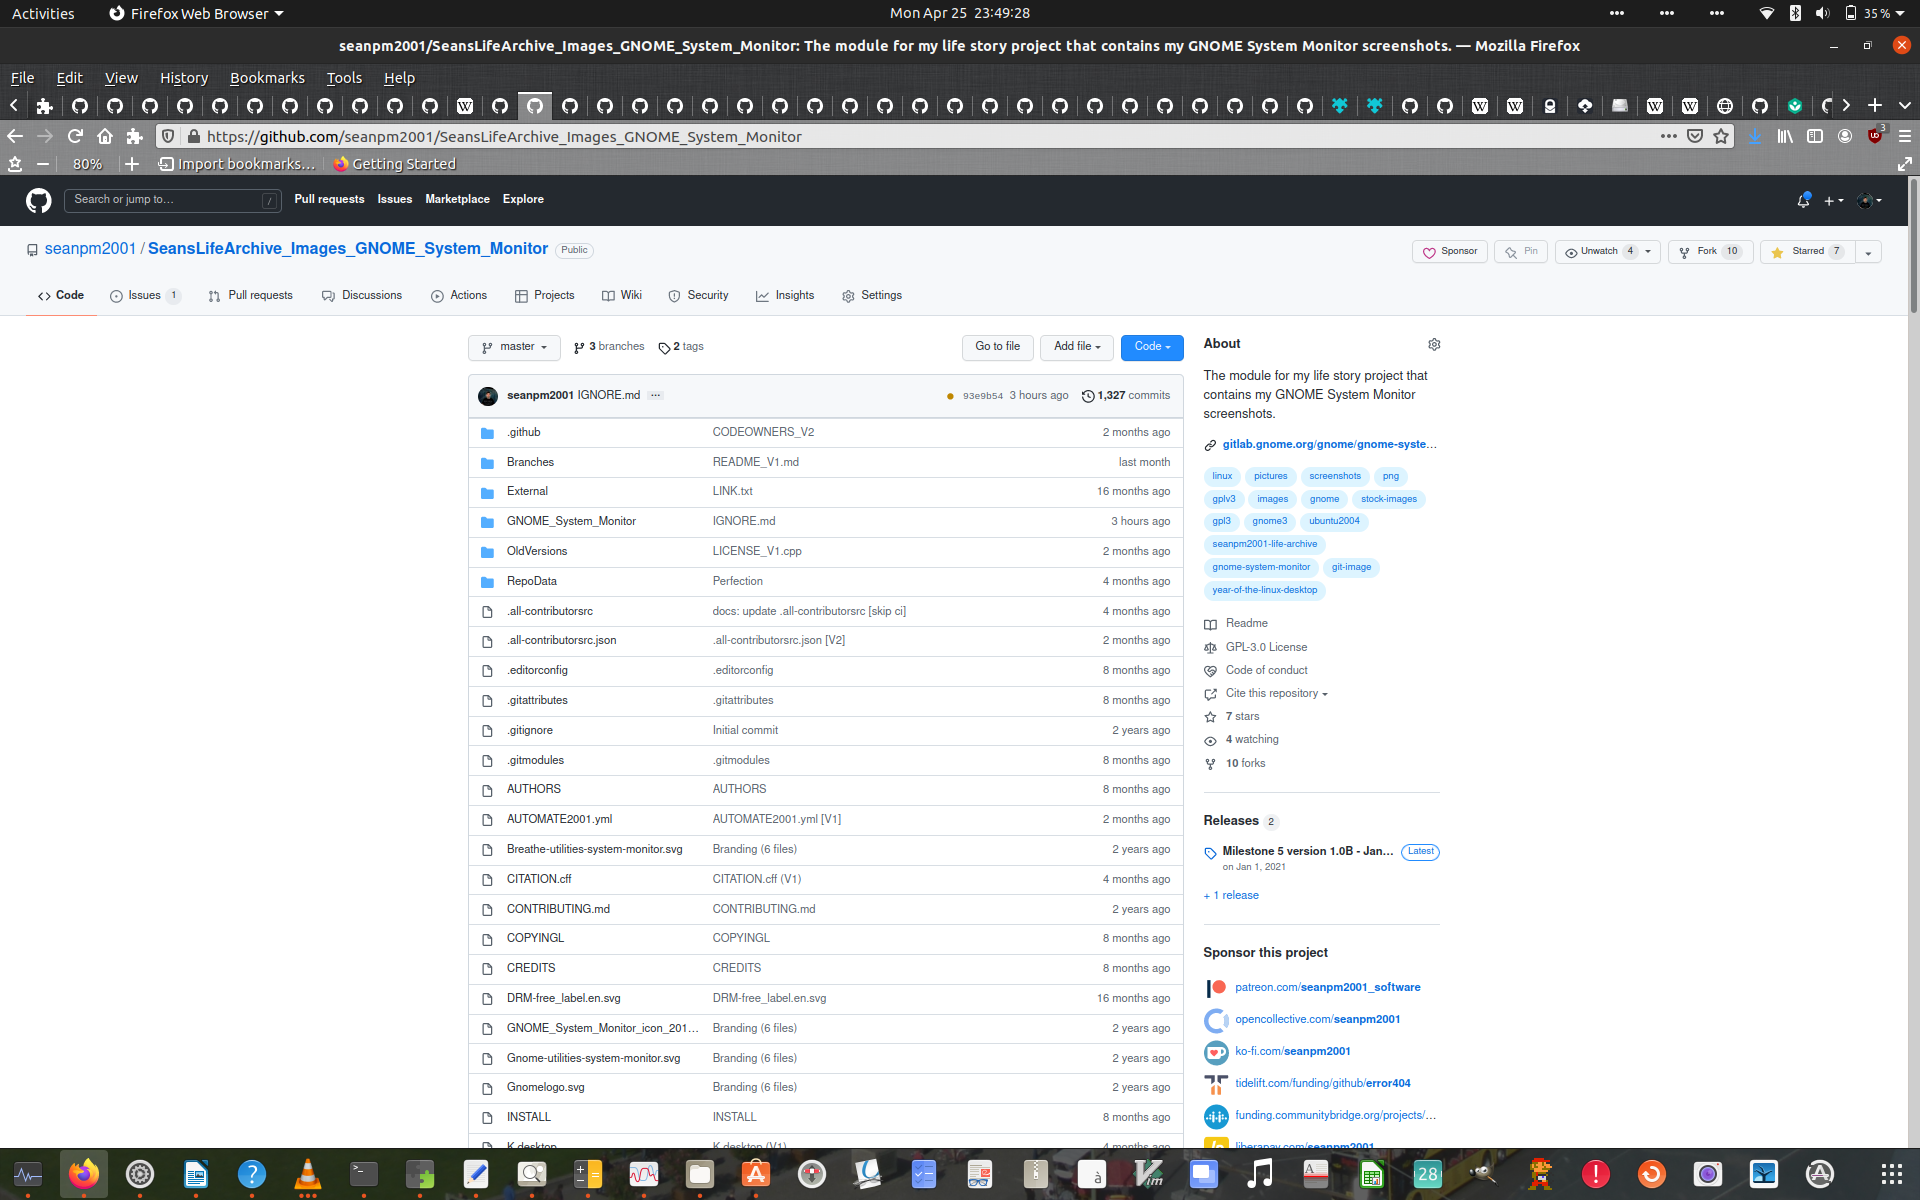 Activities Firefox Web Browser Mon Apr 25 23:49:28 35 %
seanpm2001/SeansLifeArchive_Images_GNOME_System_Monitor: The module for my life story project that contains my GNOME System Monitor screenshots. — Mozilla Firefox
File Edit View History Bookmarks Tools Help
https://github.com/seanpm2001/SeansLifeArchive_Images_GNOME_System_Monitor 3
80% Import bookmarks... Getting Started
Search or jump to... / Pull requests Issues Marketplace Explore
seanpm2001 / SeansLifeArchive_Images_GNOME_System_Monitor Public Sponsor Pin Unwatch 4 Fork 10 Starred 7
Code Issues 1 Pull requests Discussions Actions Projects Wiki Security Insights Settings
master 3 branches 2 tags Go to file Add file Code
seanpm2001 IGNORE.md ... 93e9b54 3 hours ago 1,327 commits
.github CODEOWNERS_V2 2 months ago
Branches README_V1.md last month
External LINK.txt 16 months ago
GNOME_System_Monitor IGNORE.md 3 hours ago
OldVersions LICENSE_V1.cpp 2 months ago
RepoData Perfection 4 months ago
.all-contributorsrc docs: update .all-contributorsrc [skip ci] 4 months ago
.all-contributorsrc.json .all-contributorsrc.json [V2] 2 months ago
.editorconfig .editorconfig 8 months ago
.gitattributes .gitattributes 8 months ago
.gitignore Initial commit 2 years ago
.gitmodules .gitmodules 8 months ago
AUTHORS AUTHORS 8 months ago
AUTOMATE2001.yml AUTOMATE2001.yml [V1] 2 months ago
Breathe-utilities-system-monitor.svg Branding (6 files) 2 years ago
CITATION.cff CITATION.cff (V1) 4 months ago
CONTRIBUTING.md CONTRIBUTING.md 2 years ago
COPYINGL COPYINGL 8 months ago
CREDITS CREDITS 8 months ago
DRM-free_label.en.svg DRM-free_label.en.svg 16 months ago
GNOME_System_Monitor_icon_201... Branding (6 files) 2 years ago
Gnome-utilities-system-monitor.svg Branding (6 files) 2 years ago
Gnomelogo.svg Branding (6 files) 2 years ago
INSTALL INSTALL 8 months ago
K.desktop K.desktop (V1) 4 months ago
About
The module for my life story project that
contains my GNOME System Monitor
screenshots.
gitlab.gnome.org/gnome/gnome-syste...
linux pictures screenshots png
gplv3 images gnome stock-images
gpl3 gnome3 ubuntu2004
seanpm2001-life-archive
gnome-system-monitor git-image
year-of-the-linux-desktop
Readme
GPL-3.0 License
Code of conduct
Cite this repository
7 stars
4 watching
10 forks
Releases 2
Milestone 5 version 1.0B - Jan... Latest
on Jan 1, 2021
+ 1 release
Sponsor this project
patreon.com/seanpm2001_software
opencollective.com/seanpm2001
ko-fi.com/seanpm2001
tidelift.com/funding/github/error404
funding.communitybridge.org/projects/...
liberapay.com/seanpm2001
28